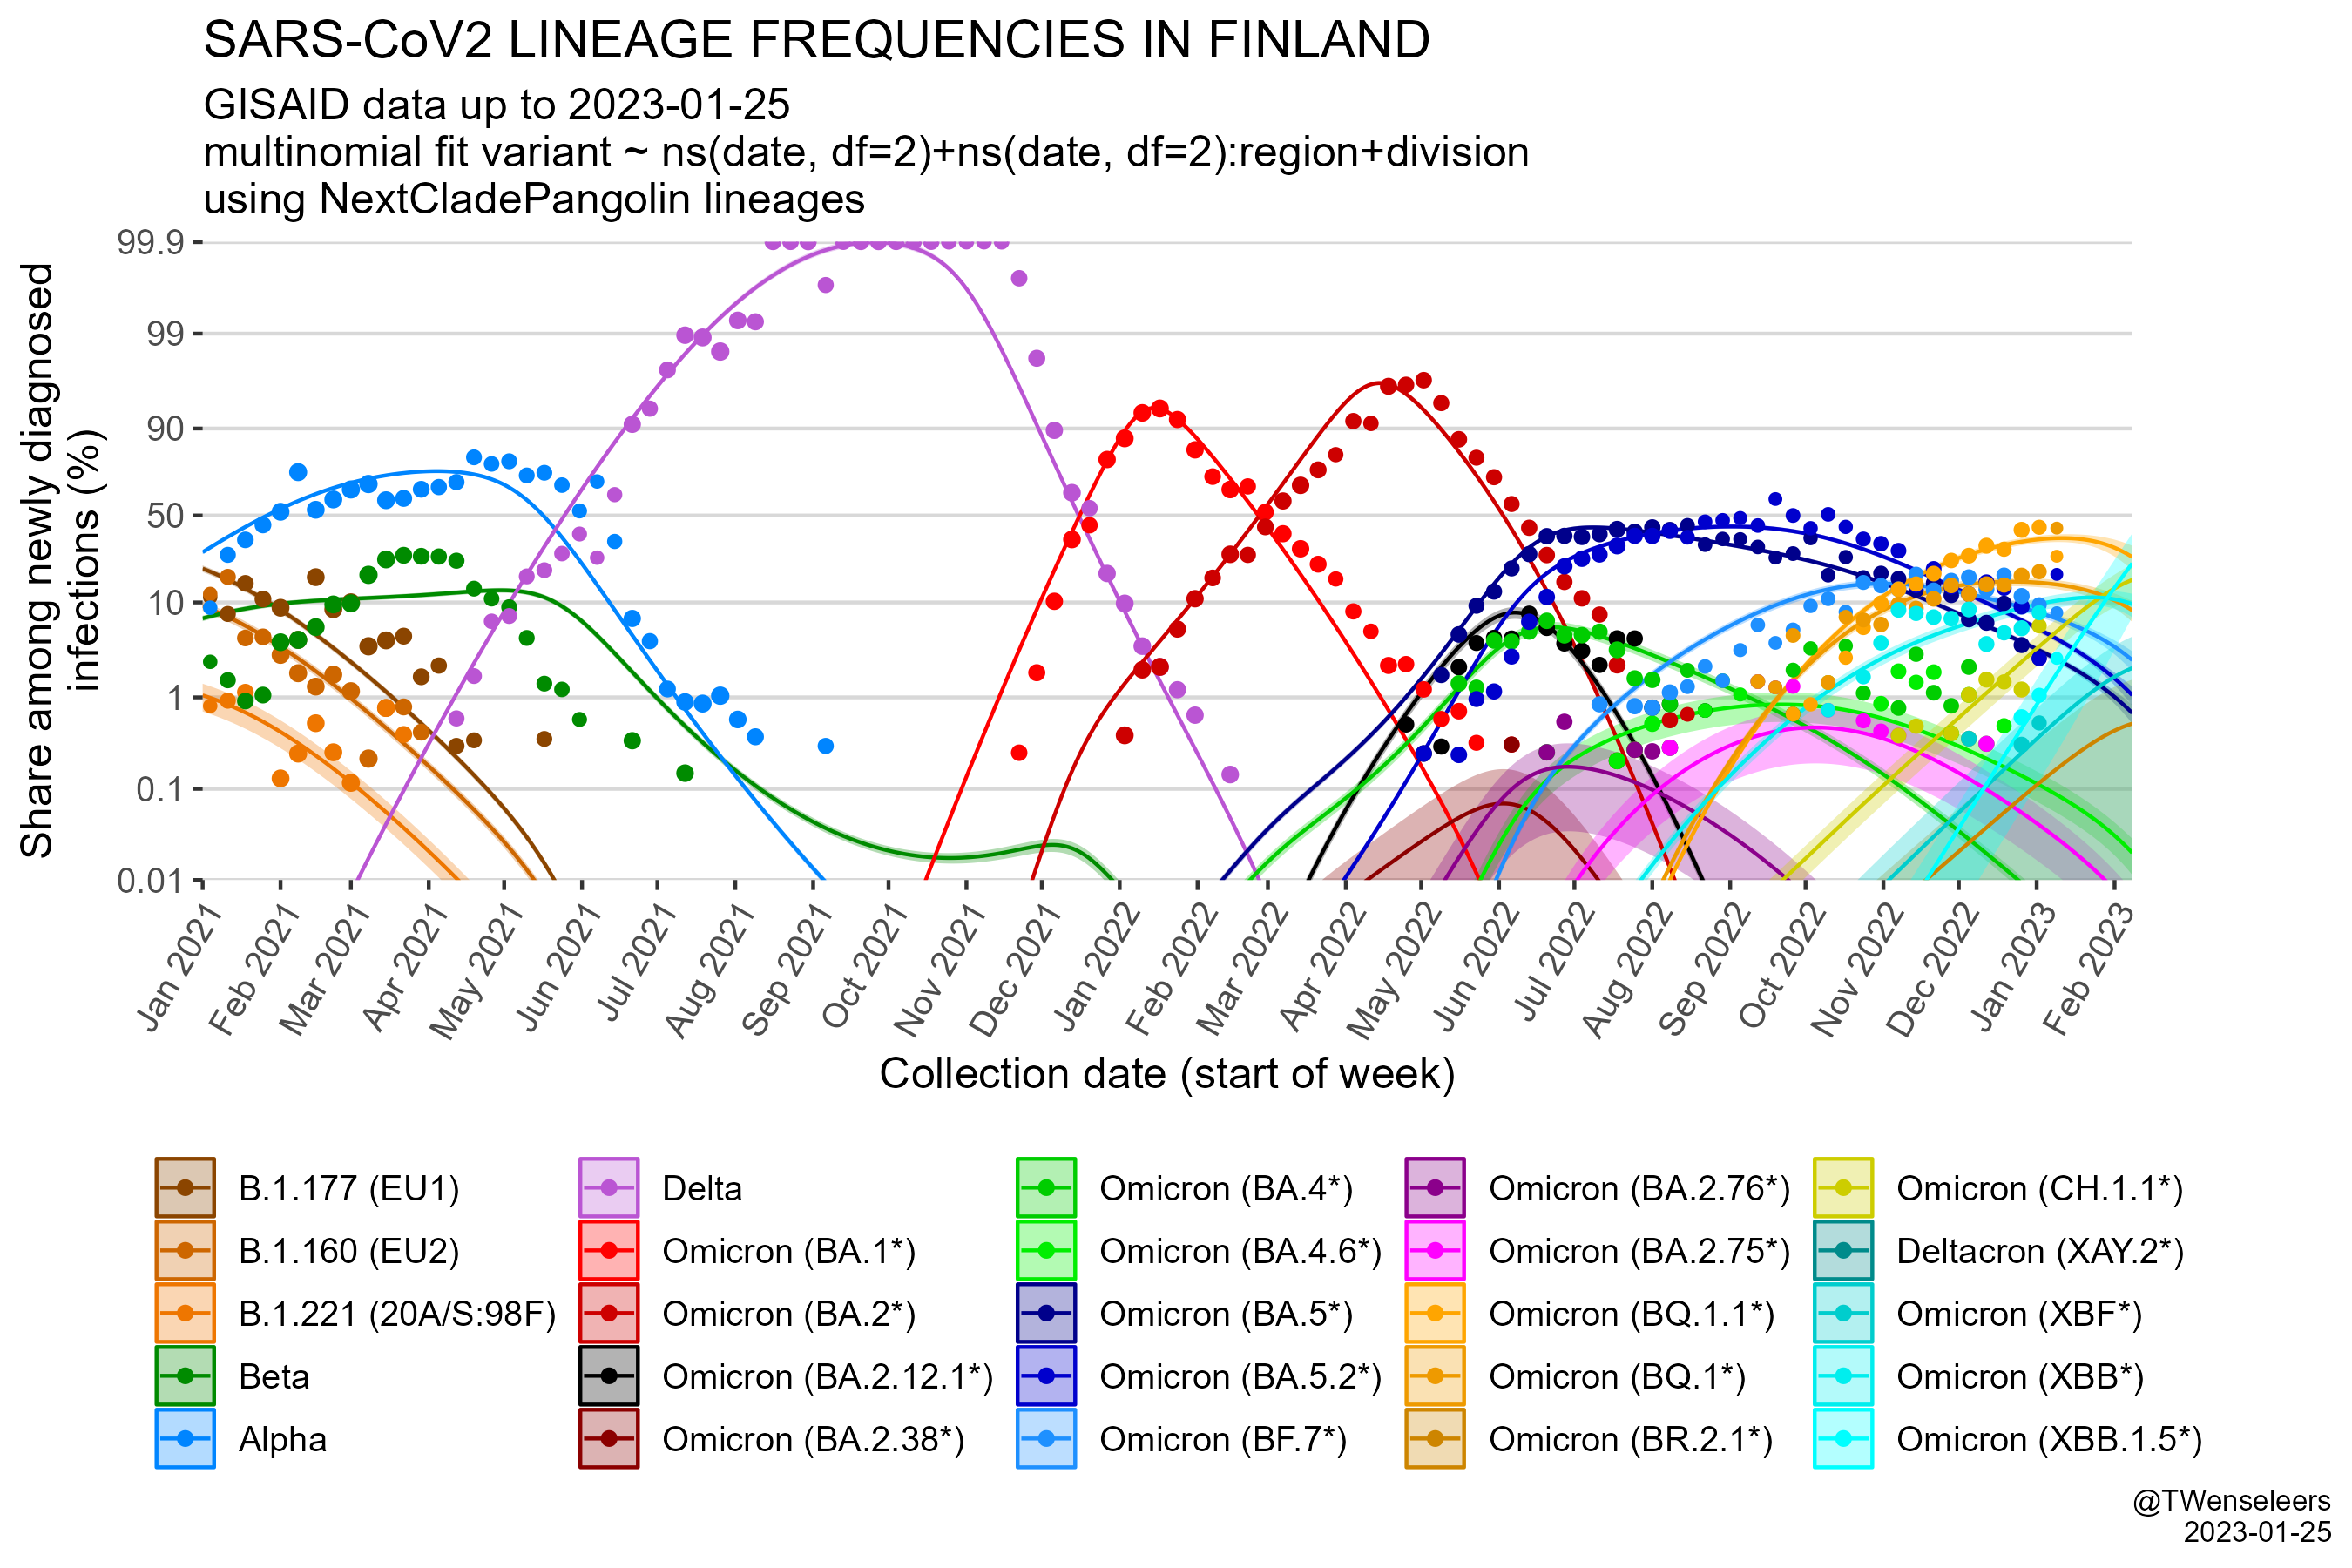 SARS-CoV2 LINEAGE FREQUENCIES IN FINLAND
GISAID data up to 2023-01-25
multinomial fit variant ~ ns(date, df=2)+ns(date, df=2):region+division
using NextCladePangolin lineages
Share among newly diagnosed
infections (%)
99.9
99
90
50
10
1
0.1
0.01
Jan 2021
Feb 2021
Mar 2021
Apr 2021
May 2021
Jun 2021
Jul 2021
Aug 2021
Sep 2021
Oct 2021
Nov 2021
Dec 2021
Jan 2022
Feb 2022
Mar 2022
Apr 2022
May 2022
Jun 2022
Jul 2022
Aug 2022
Sep 2022
Oct 2022
Nov 2022
Dec 2022
Jan 2023
Feb 2023
Collection date (start of week)
B.1.177 (EU1)
B.1.160 (EU2)
B.1.221 (20A/S:98F)
Beta
Alpha
Delta
Omicron (BA.1*)
Omicron (BA.2*)
Omicron (BA.2.12.1*)
Omicron (BA.2.38*)
Omicron (BA.4*)
Omicron (BA.4.6*)
Omicron (BA.5*)
Omicron (BA.5.2*)
Omicron (BF.7*)
Omicron (BA.2.76*)
Omicron (BA.2.75*)
Omicron (BQ.1.1*)
Omicron (BQ.1*)
Omicron (BR.2.1*)
Omicron (CH.1.1*)
Deltacron (XAY.2*)
Omicron (XBF*)
Omicron (XBB*)
Omicron (XBB.1.5*)
@TWenseleers
2023-01-25